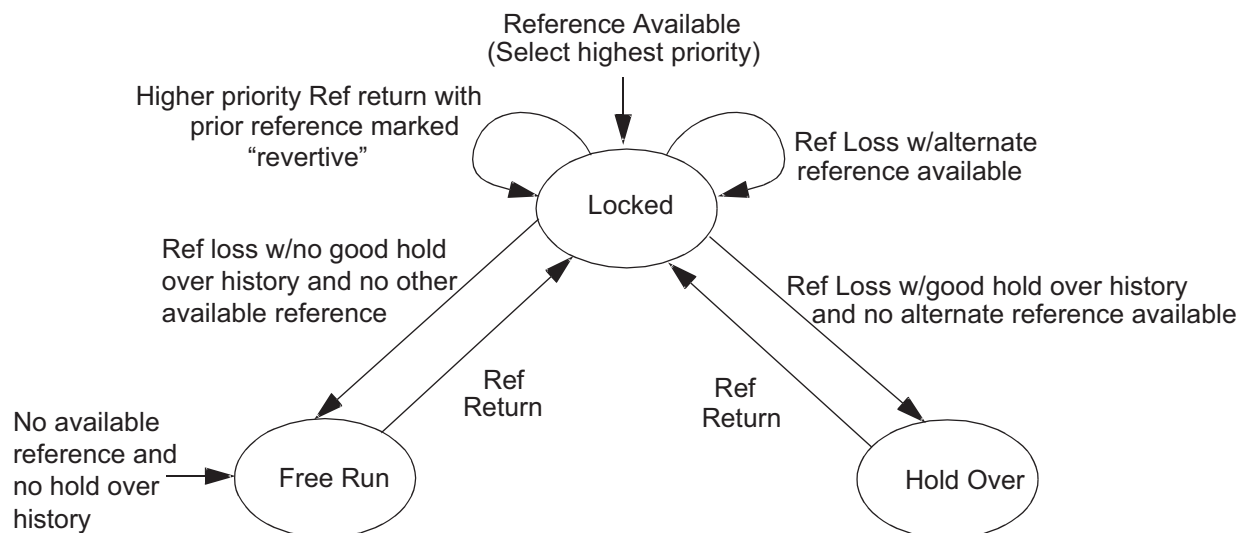 Reference Available
(Select highest priority)
Higher priority Ref return with
prior reference marked
“revertive”
Ref Loss w/alternate
reference available
Locked
Ref loss w/no good hold
over history and no other
available reference
Ref Loss w/good hold over history
and no alternate reference available
Ref
Return
Ref
Return
No available
reference and
no hold over
history
Free Run
Hold Over